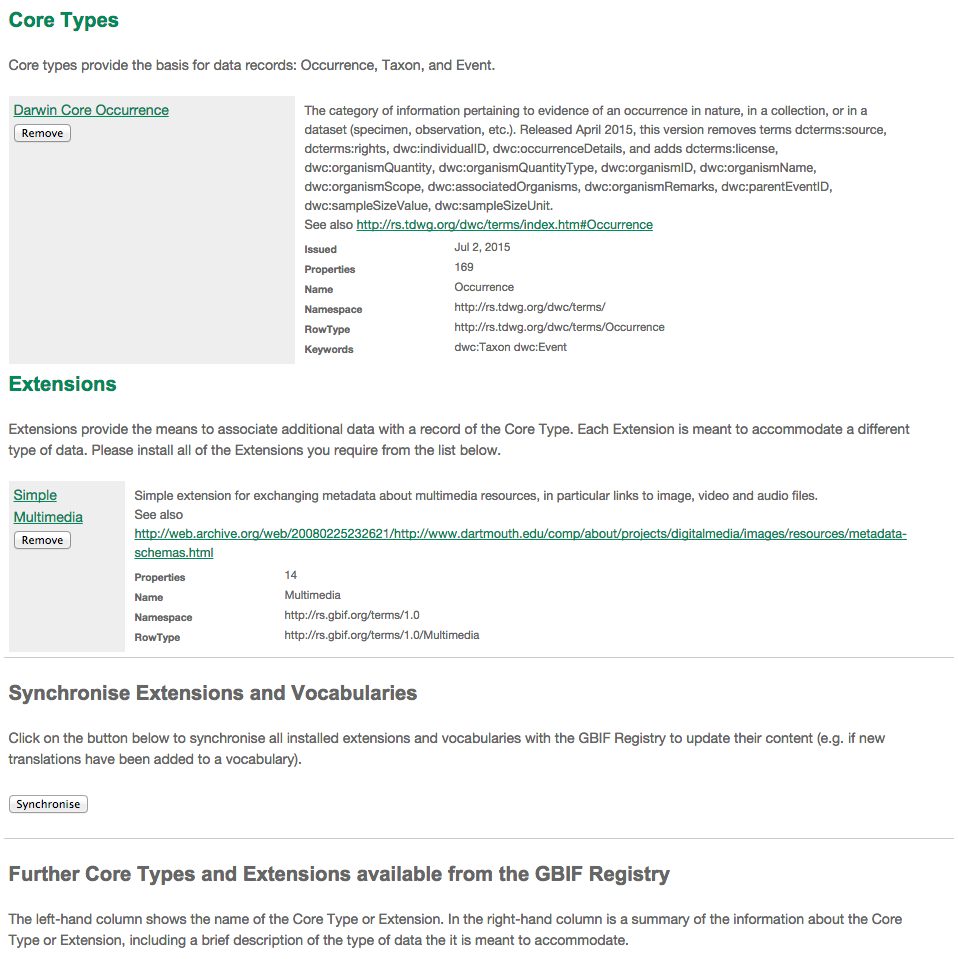 Core Types
Core types provide the basis for data records: Occurrence, Taxon, and Event.
Darwin Core Occurrence
Remove
The category of information pertaining to evidence of an occurrence in nature, in a collection, or in a
dataset (specimen, observation, etc.). Released April 2015, this version removes terms dcterms:source,
dcterms:rights, dwc:individualID, dwc:occurrenceDetails, and adds dcterms:license,
dwc:organismQuantity, dwc:organismQuantityType, dwc:organismID, dwc:organismName,
dwc:organismScope, dwc:associatedOrganisms, dwc:organismRemarks, dwc:parentEventID,
dwc:sampleSizeValue, dwc:sampleSizeUnit.
See also http://rs.tdwg.org/dwc/terms/index.htm#Occurrence
Issued Jul 2, 2015
Properties 169
Name Occurrence
Namespace http://rs.tdwg.org/dwc/terms/
RowType http://rs.tdwg.org/dwc/terms/Occurrence
Keywords dwc:Taxon dwc:Event
Extensions
Extensions provide the means to associate additional data with a record of the Core Type. Each Extension is meant to accommodate a different
type of data. Please install all of the Extensions you require from the list below.
Simple
Multimedia
Remove
Simple extension for exchanging metadata about multimedia resources, in particular links to image, video and audio files.
See also
http://web.archive.org/web/20080225232621/http://www.dartmouth.edu/comp/about/projects/digitalmedia/images/resources/metadata-
schemas.html
Properties 14
Name Multimedia
Namespace http://rs.gbif.org/terms/1.0
RowType http://rs.gbif.org/terms/1.0/Multimedia
Synchronise Extensions and Vocabularies
Click on the button below to synchronise all installed extensions and vocabularies with the GBIF Registry to update their content (e.g. if new
translations have been added to a vocabulary).
Synchronise
Further Core Types and Extensions available from the GBIF Registry
The left-hand column shows the name of the Core Type or Extension. In the right-hand column is a summary of the information about the Core
Type or Extension, including a brief description of the type of data the it is meant to accommodate.